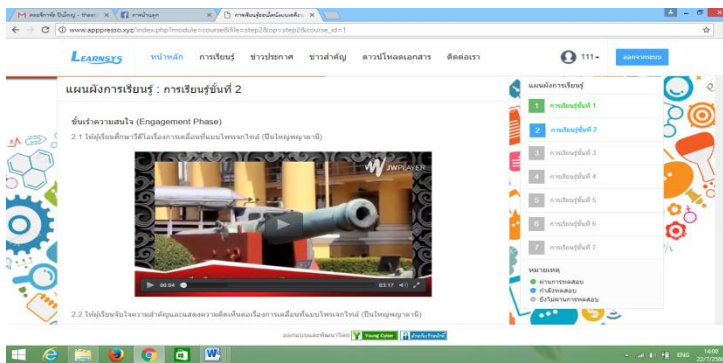 www.apppresso.xyz/index.php?module=course&file=step2&iop=step2&course_id=1
LEARNSYS
หน้าหลัก การเรียนรู้ ข่าวประกาศ ข่าวสำคัญ ดาวน์โหลดเอกสาร ติดต่อเรา
111
ออกจากระบบ
แผนผังการเรียนรู้ : การเรียนรู้ขั้นที่ 2
ขั้นเร้าความสนใจ (Engagement Phase)
2.1 ให้ผู้เรียนศึกษาวีดีโอเรื่องการเคลื่อนที่แบบโพรเจกไทล์ (ปืนใหญ่พญาตานี)
JWPLAYER
00:04
03:17
2.2 ให้ผู้เรียนจับใจความสำคัญและแสดงความคิดเห็นต่อเรื่องการเคลื่อนที่แบบโพรเจกไทล์ (ปืนใหญ่พญาตานี)
แผนผังการเรียนรู้
1 การเรียนรู้ขั้นที่ 1
2 การเรียนรู้ขั้นที่ 2
3 การเรียนรู้ขั้นที่ 3
4 การเรียนรู้ขั้นที่ 4
5 การเรียนรู้ขั้นที่ 5
6 การเรียนรู้ขั้นที่ 6
7 การเรียนรู้ขั้นที่ 7
หมายเหตุ
ผ่านการทดสอบ
กำลังทดสอบ
ยังไม่ผ่านการทดสอบ
ออกแบบและพัฒนาโดย Young Cyber
ENG
14:00